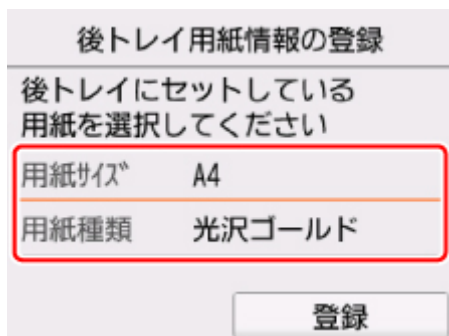 後トレイ用紙情報の登録
後トレイにセットしている
用紙を選択してください
用紙ｻｲｽﾞ A4
用紙種類 光沢ゴールド
登録